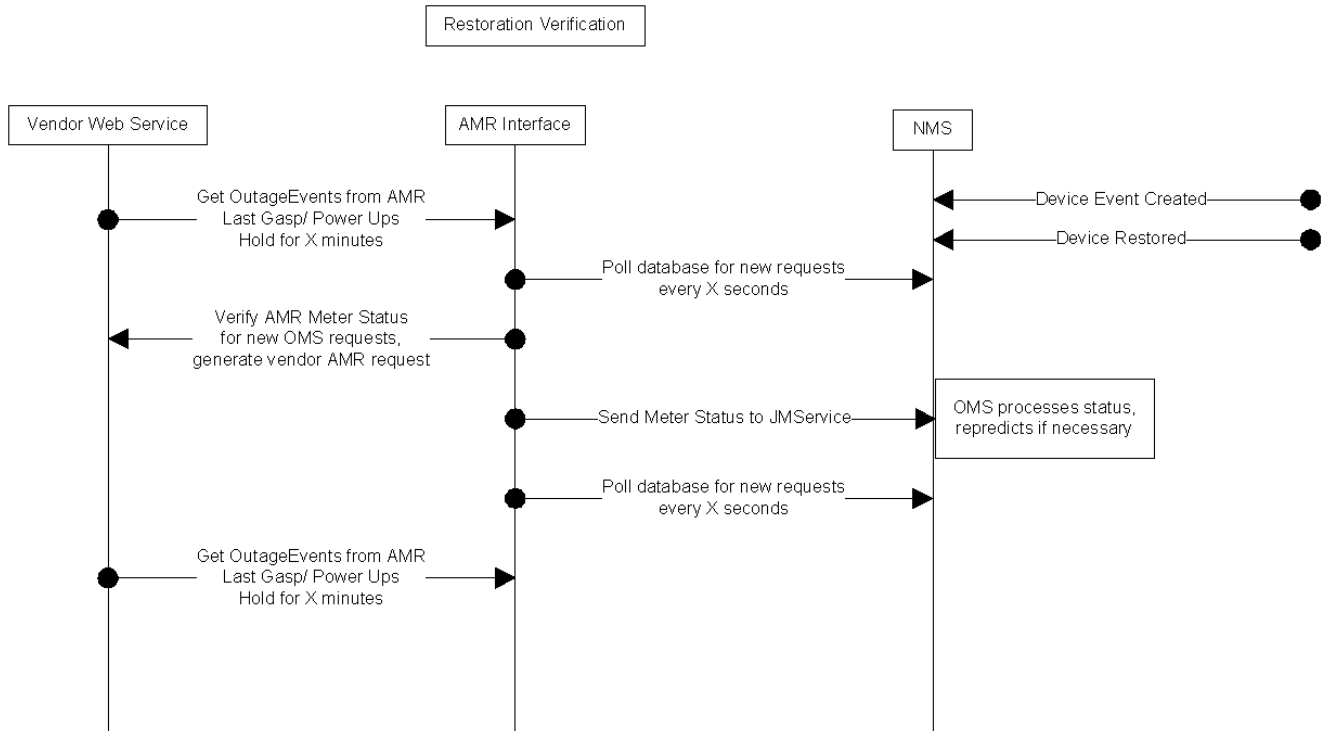 Restoration Verification
Vendor Web Service
AMR Interface
NMS
Get OutageEvents from AMR
Last Gasp/ Power Ups
Hold for X minutes
Device Event Created
Device Restored
Poll database for new requests
every X seconds
Verify AMR Meter Status
for new OMS requests,
generate vendor AMR request
Send Meter Status to JMService
OMS processes status,
repredicts if necessary
Poll database for new requests
every X seconds
Get OutageEvents from AMR
Last Gasp/ Power Ups
Hold for X minutes